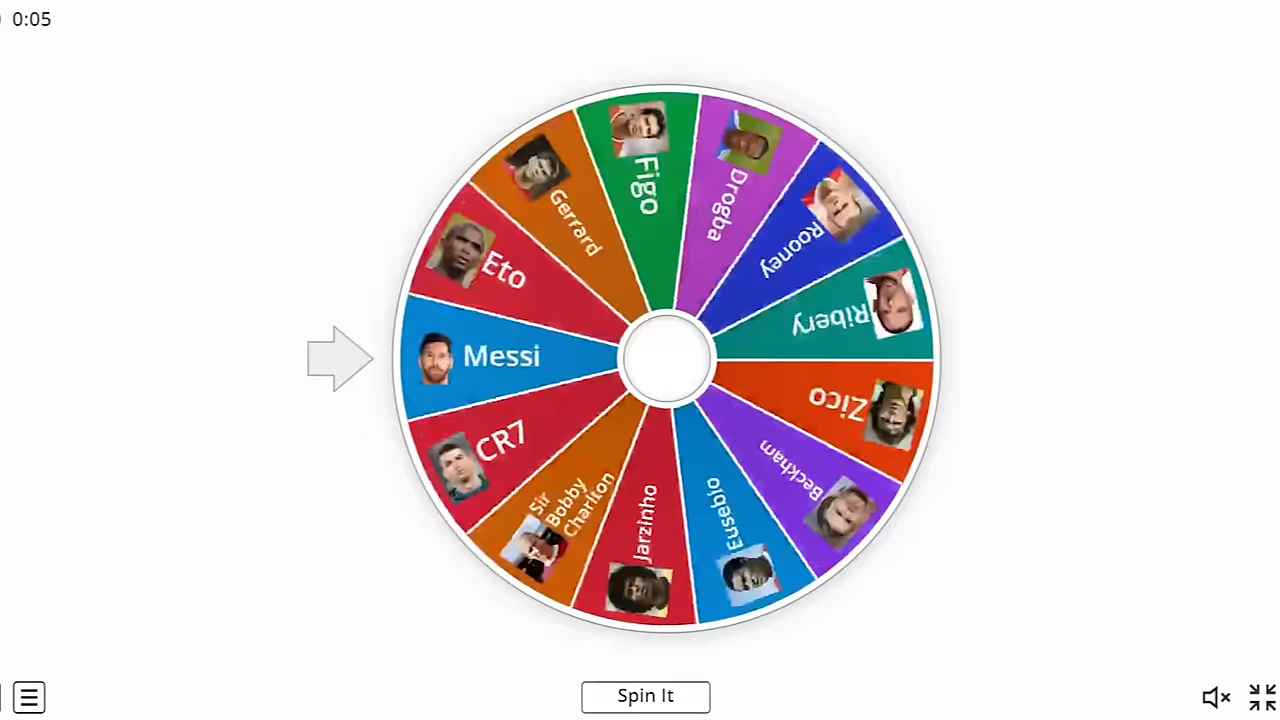 0:05
Figo
Drogba
Gerrard
Rooney
Eto
Ribery
Messi
Zico
CR7
Beckham
Sir
Bobby
Charlton
Jarzinho
Eusebio
Spin It